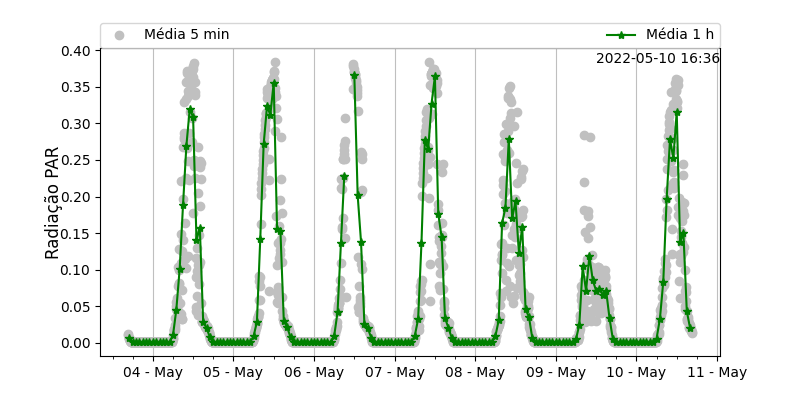 Média 5 min
Média 1 h
2022-05-10 16:36
Radiação PAR
0.40
0.35
0.30
0.25
0.20
0.15
0.10
0.05
0.00
04 - May
05 - May
06 - May
07 - May
08 - May
09 - May
10 - May
11 - May